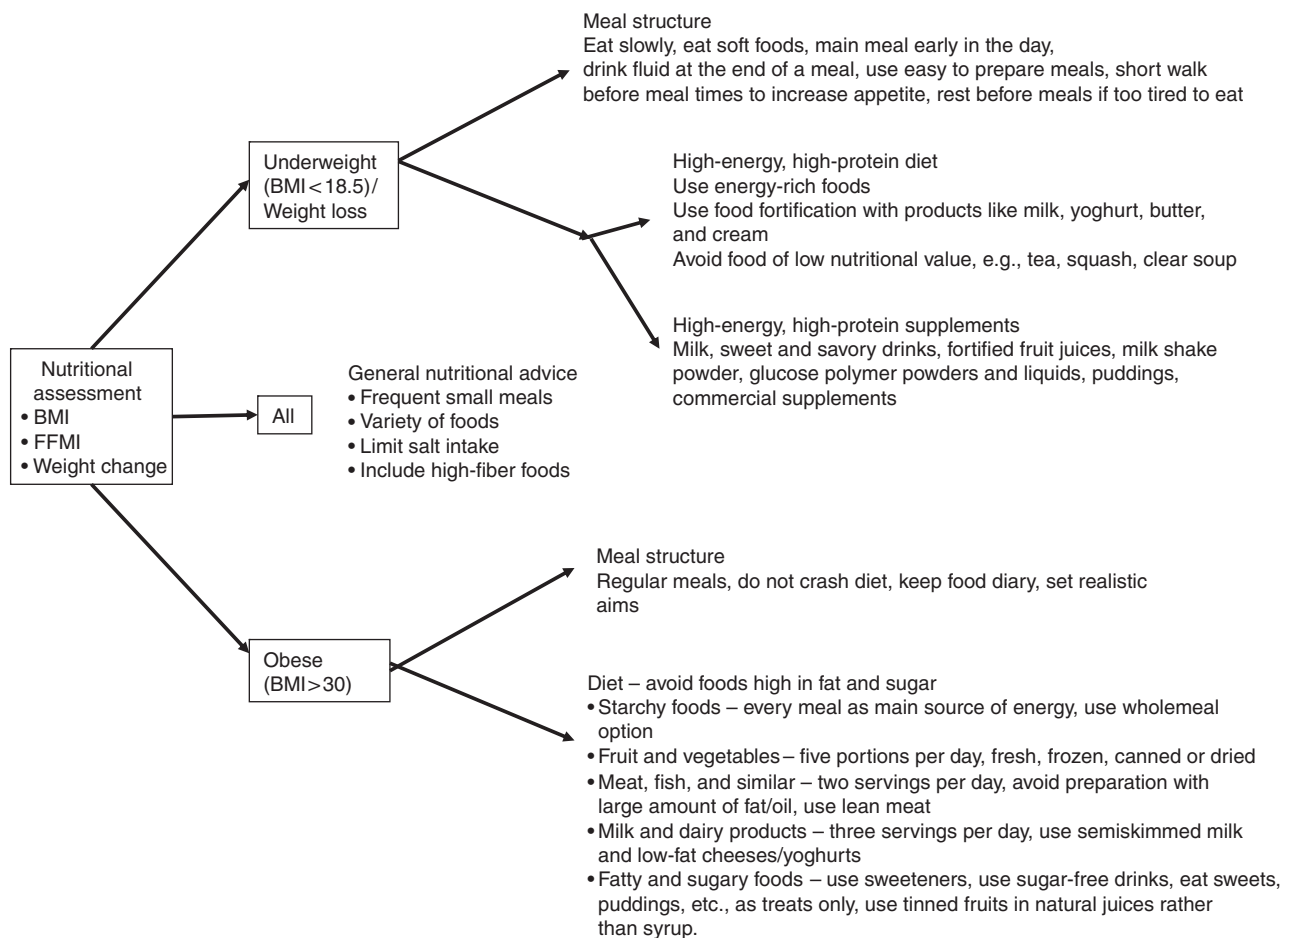 Meal structure
Eat slowly, eat soft foods, main meal early in the day,
drink fluid at the end of a meal, use easy to prepare meals, short walk
before meal times to increase appetite, rest before meals if too tired to eat
Underweight
(BMI<18.5)/
Weight loss
High-energy, high-protein diet
Use energy-rich foods
Use food fortification with products like milk, yoghurt, butter,
and cream
Avoid food of low nutritional value, e.g., tea, squash, clear soup
High-energy, high-protein supplements
Milk, sweet and savory drinks, fortified fruit juices, milk shake
powder, glucose polymer powders and liquids, puddings,
commercial supplements
Nutritional
assessment
• BMI
• FFMI
• Weight change
All
General nutritional advice
• Frequent small meals
• Variety of foods
• Limit salt intake
• Include high-fiber foods
Meal structure
Regular meals, do not crash diet, keep food diary, set realistic
aims
Obese
(BMI>30)
Diet – avoid foods high in fat and sugar
• Starchy foods – every meal as main source of energy, use wholemeal
option
• Fruit and vegetables – five portions per day, fresh, frozen, canned or dried
• Meat, fish, and similar – two servings per day, avoid preparation with
large amount of fat/oil, use lean meat
• Milk and dairy products – three servings per day, use semiskimmed milk
and low-fat cheeses/yoghurts
• Fatty and sugary foods – use sweeteners, use sugar-free drinks, eat sweets,
puddings, etc., as treats only, use tinned fruits in natural juices rather
than syrup.